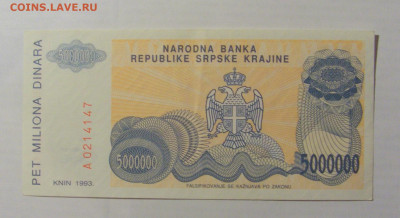 COINS.LAVE.RU
NARODNA BANKA
REPUBLIKE SRPSKE KRAJINE
PET MILIONA DINARA
A 0214147
5000000
5000000
KNIN 1993.
FALSIFIKOVANJE SE KAŽNJAVA PO ZAKONU